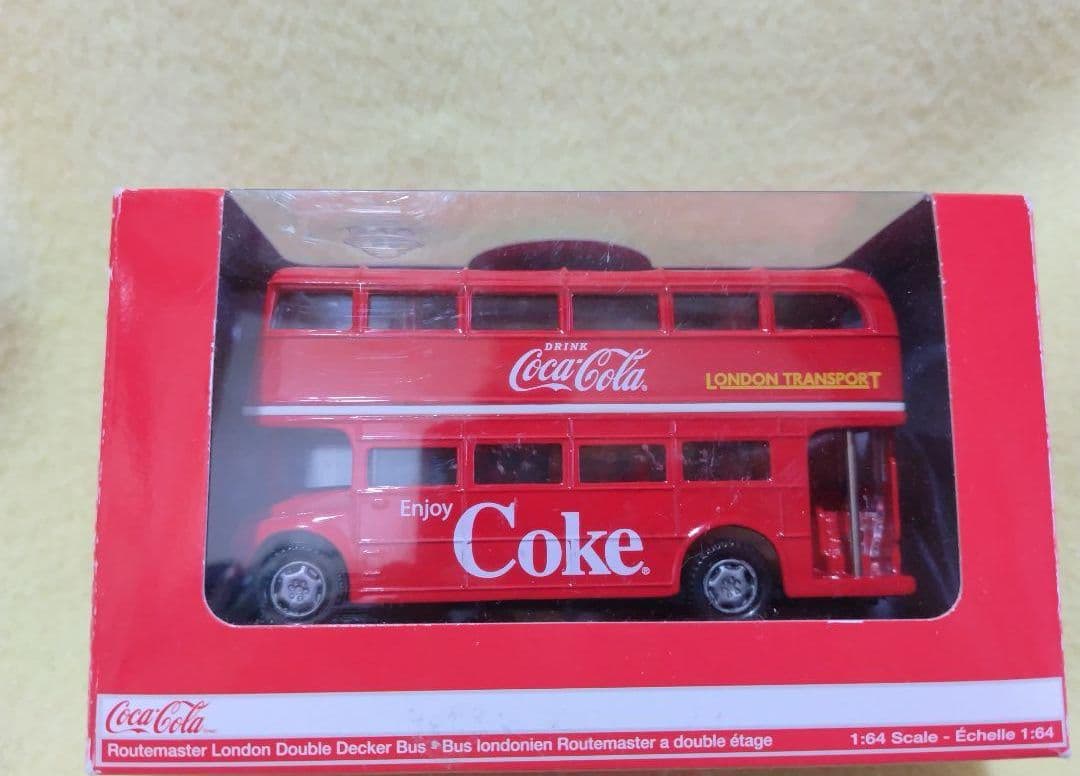 DRINK
Coca-Cola®
LONDON TRANSPORT
Enjoy
Coke®
Coca-Cola
Routemaster London Double Decker Bus • Bus londonien Routemaster a double étage
1:64 Scale - Échelle 1:64